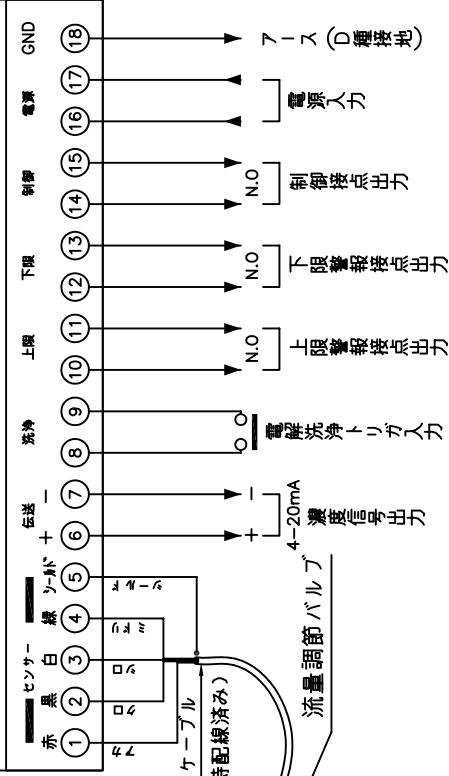 センサー 伝送 洗浄 上限 下限 制御 電源 GND
赤 黒 白 緑 シールド + −
1 2 3 4 5 6 7 8 9 10 11 12 13 14 15 16 17 18
アカ クロ シロ ミドリ シールド
+ −
4-20mA
濃度信号出力
電解洗浄トリガ入力
N.O
上限警報接点出力
N.O
下限警報接点出力
N.O
制御接点出力
電源入力
アース(D種接地)
ケーブル
配線済み)
流量調節バルブ